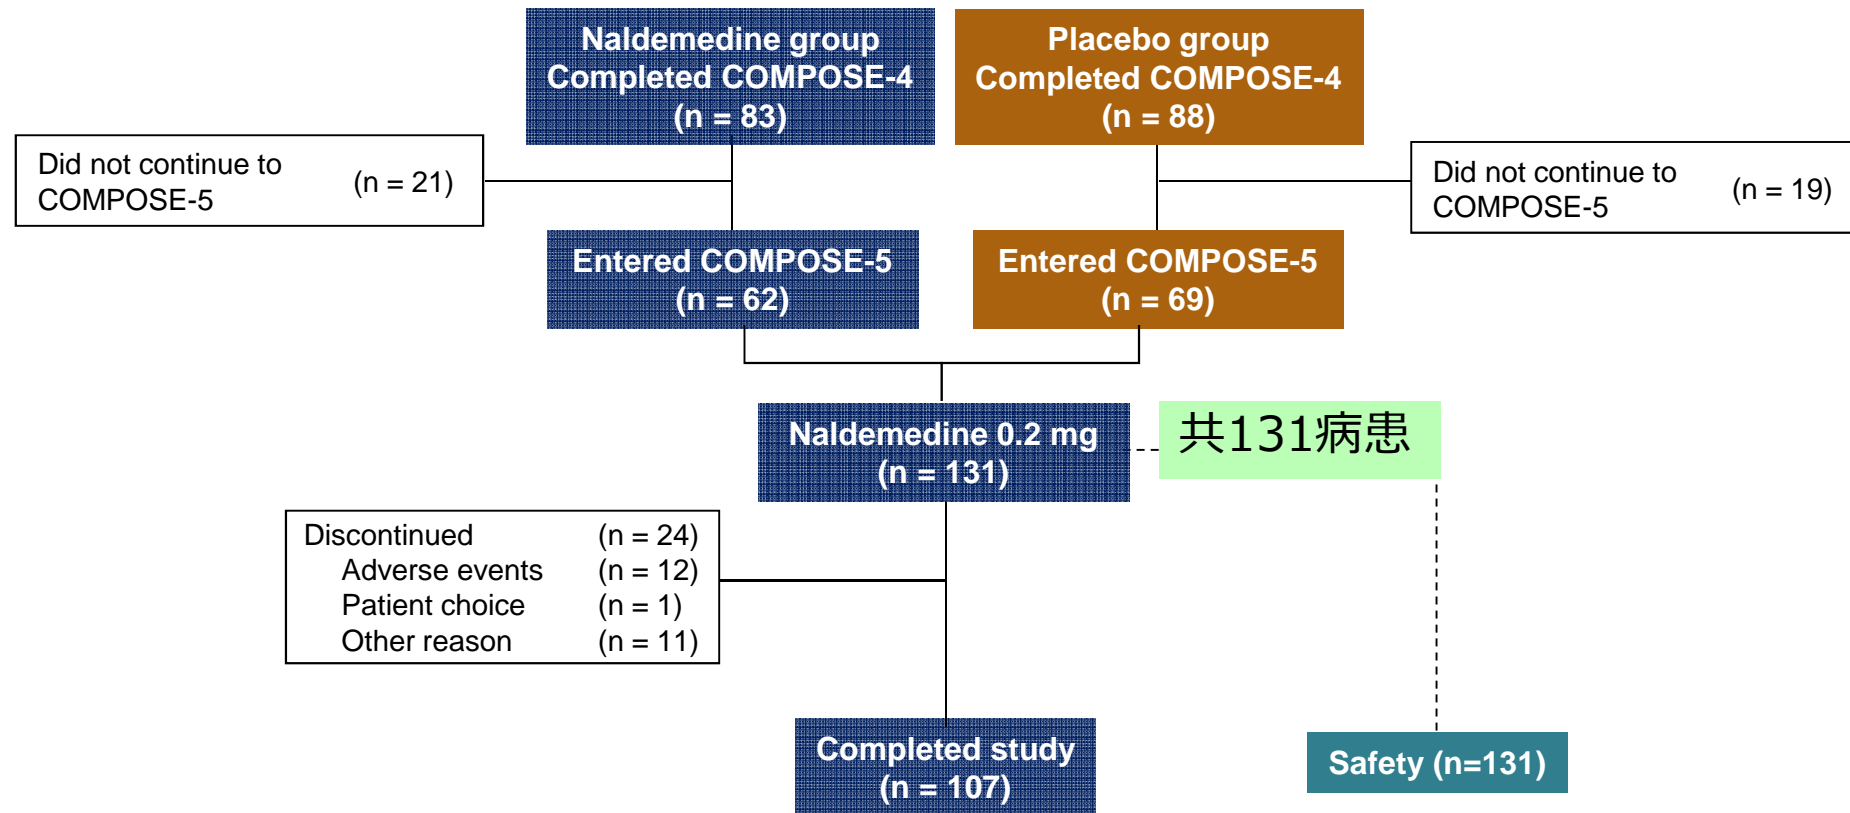 Naldemedine group
Completed COMPOSE-4
(n = 83)
Placebo group
Completed COMPOSE-4
(n = 88)
Did not continue to
COMPOSE-5
(n = 21)
Did not continue to
COMPOSE-5
(n = 19)
Entered COMPOSE-5
(n = 62)
Entered COMPOSE-5
(n = 69)
Naldemedine 0.2 mg
(n = 131)
共131病患
Discontinued (n = 24)
Adverse events (n = 12)
Patient choice (n = 1)
Other reason (n = 11)
Completed study
(n = 107)
Safety (n=131)